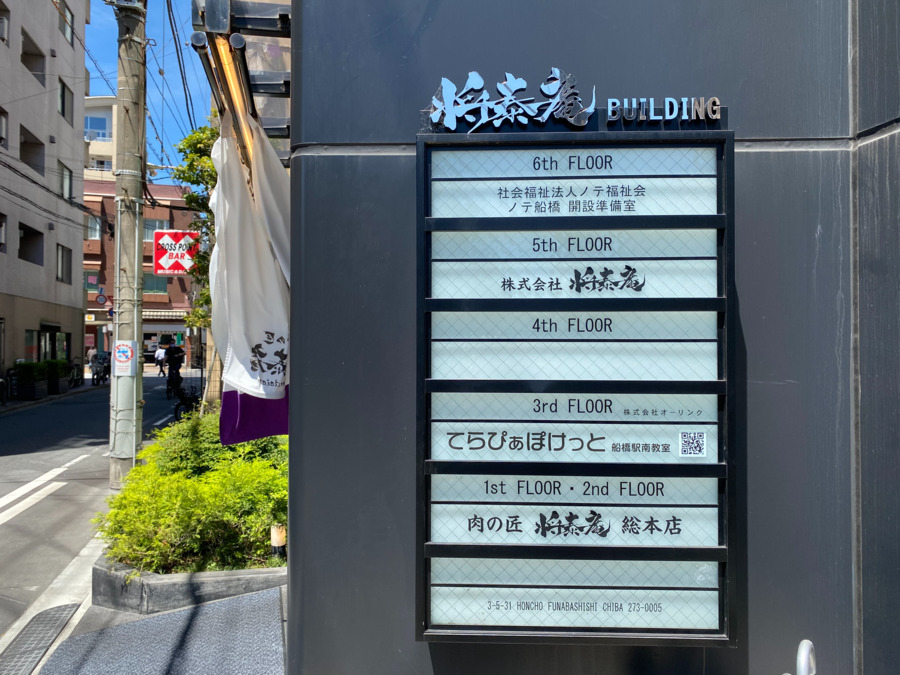 将泰庵 BUILDING
6th FLOOR
社会福祉法人ノテ福祉会
ノテ船橋 開設準備室
5th FLOOR
株式会社 将泰庵
4th FLOOR
3rd FLOOR 株式会社オーリンク
てらぴぁぽけっと 船橋駅南教室
1st FLOOR・2nd FLOOR
肉の匠 将泰庵 総本店
3-5-31 HONCHO FUNABASHISHI CHIBA 273-0005
CROSS POINT
BAR